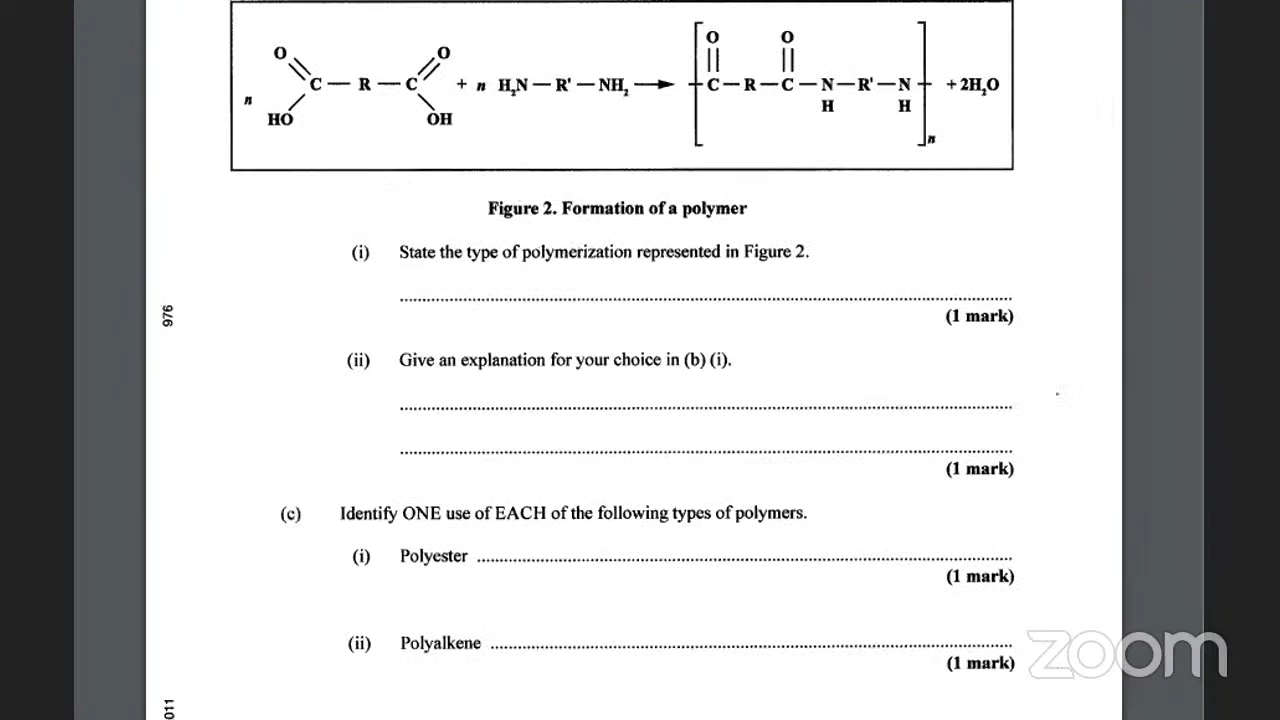 O O O O
n C — R — C + n H₂N — R' — NH₂ → C — R — C — N — R' — N + 2H₂O
HO OH H H n
Figure 2. Formation of a polymer
(i) State the type of polymerization represented in Figure 2.
(1 mark)
(ii) Give an explanation for your choice in (b) (i).
(1 mark)
(c) Identify ONE use of EACH of the following types of polymers.
(i) Polyester
(1 mark)
(ii) Polyalkene
(1 mark)
976
011
zoom